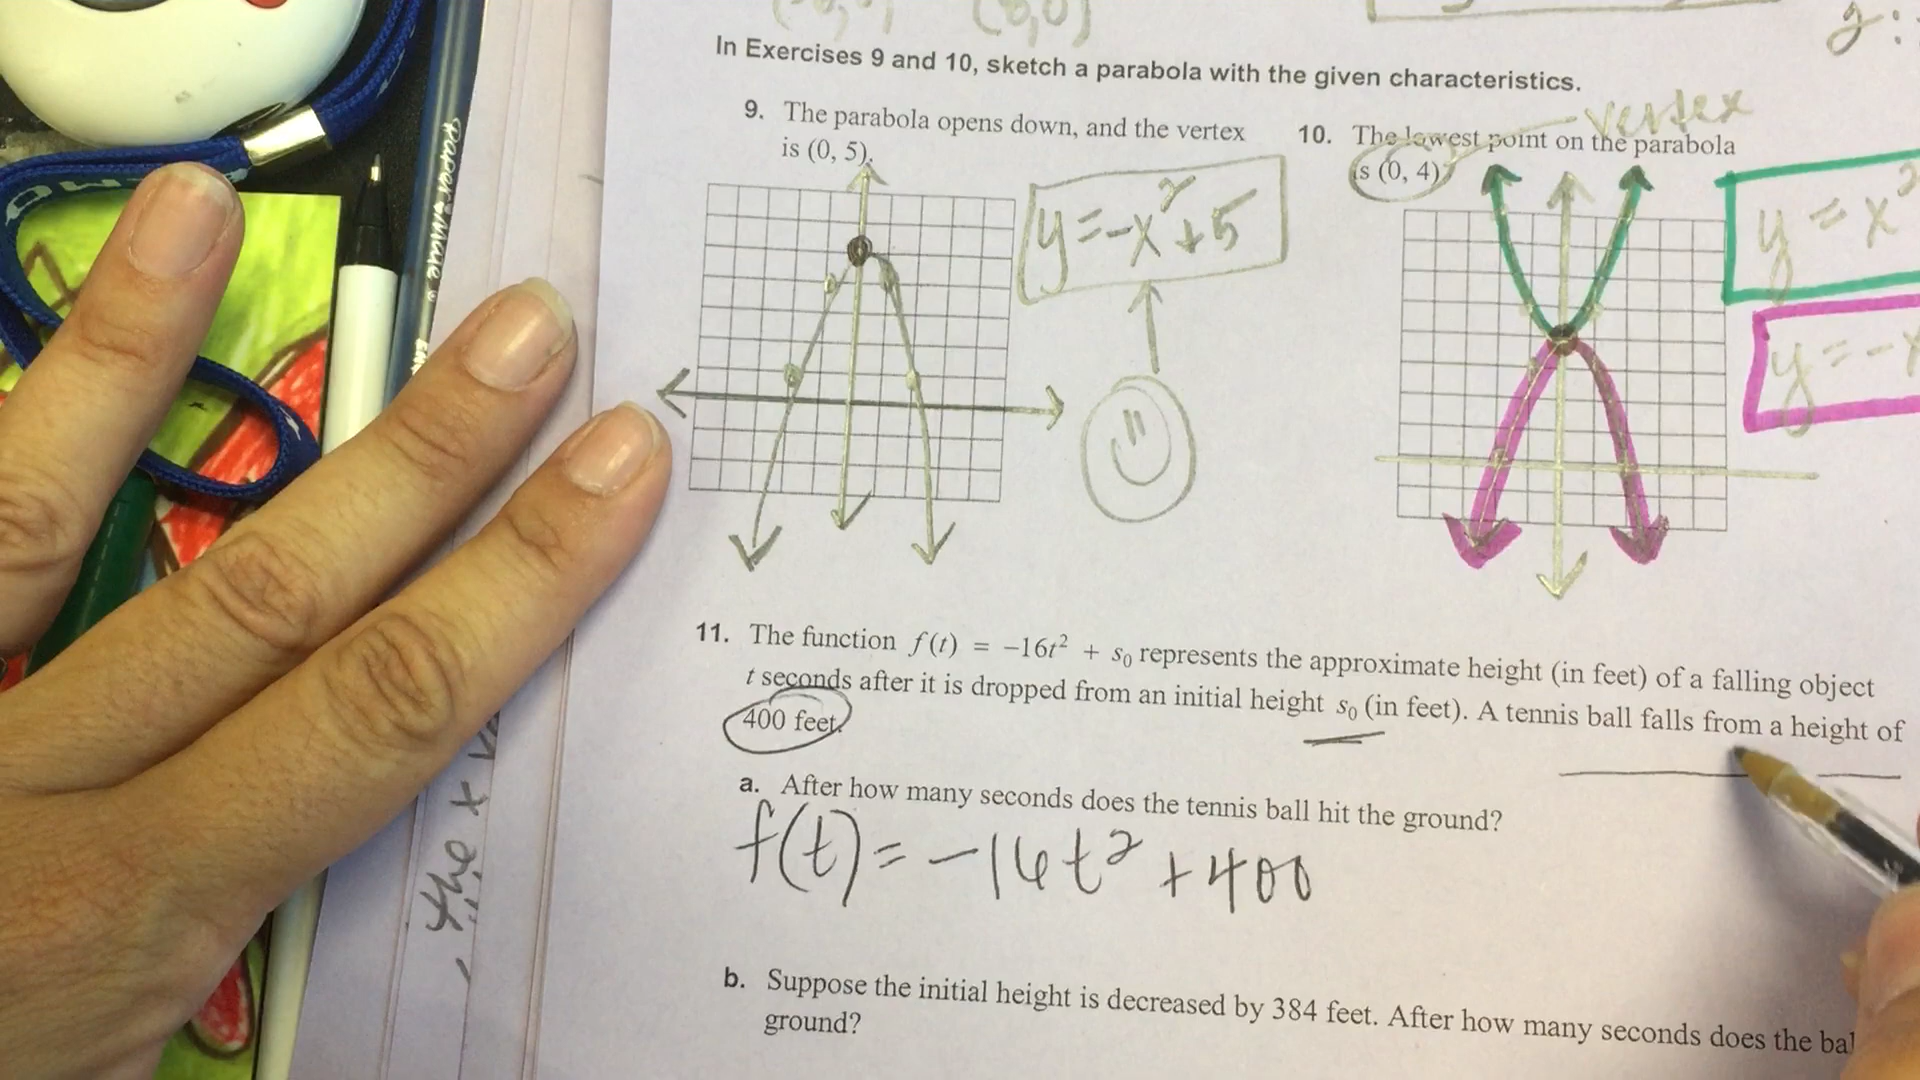 (0,0)
y:
In Exercises 9 and 10, sketch a parabola with the given characteristics.
9. The parabola opens down, and the vertex
is (0, 5).
y=-x²+5
10. The lowest point on the parabola
is (0, 4).
vertex
y = x²
y = -x
11. The function f(t) = −16t² + s₀ represents the approximate height (in feet) of a falling object
t seconds after it is dropped from an initial height s₀ (in feet). A tennis ball falls from a height of
400 feet.
a. After how many seconds does the tennis ball hit the ground?
f(t) = -16t² + 400
b. Suppose the initial height is decreased by 384 feet. After how many seconds does the bal
ground?
the x